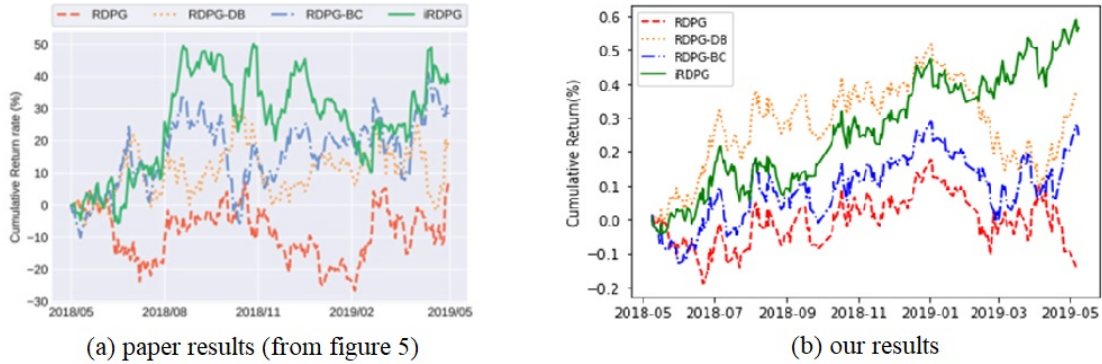 RDPG RDPG-DB RDPG-BC iRDPG
Cumulative Return rate (%)
50
40
30
20
10
0
−10
−20
−30
2018/05 2018/08 2018/11 2019/02 2019/05
(a) paper results (from figure 5)
RDPG
RDPG-DB
RDPG-BC
iRDPG
Cumulative Return(%)
0.6
0.5
0.4
0.3
0.2
0.1
0.0
−0.1
−0.2
2018-05 2018-07 2018-09 2018-11 2019-01 2019-03 2019-05
(b) our results